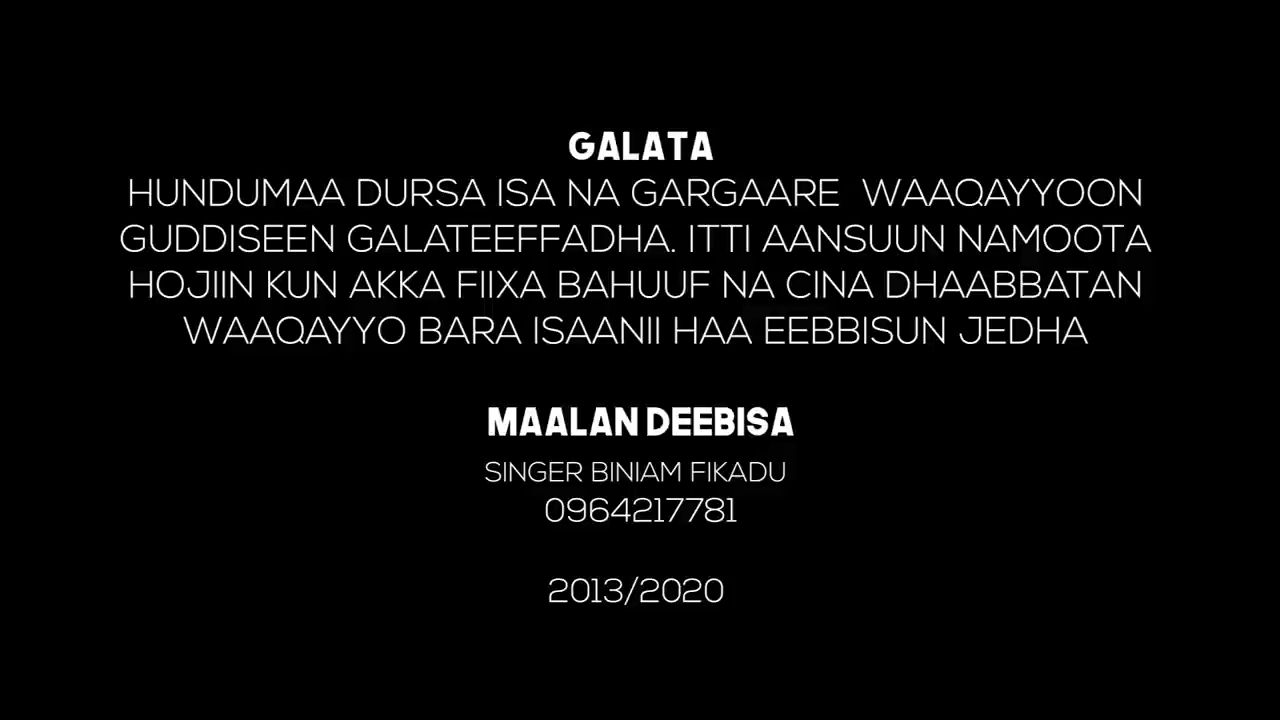 GALATA
HUNDUMAA DURSA ISA NA GARGAARE WAAQAYYOON
GUDDISEEN GALATEEFFADHA. ITTI AANSUUN NAMOOTA
HOJIIN KUN AKKA FIIXA BAHUUF NA CINA DHAABBATAN
WAAQAYYO BARA ISAANII HAA EEBBISUN JEDHA
MAALAN DEEBISA
SINGER BINIAM FIKADU
0964217781
2013/2020